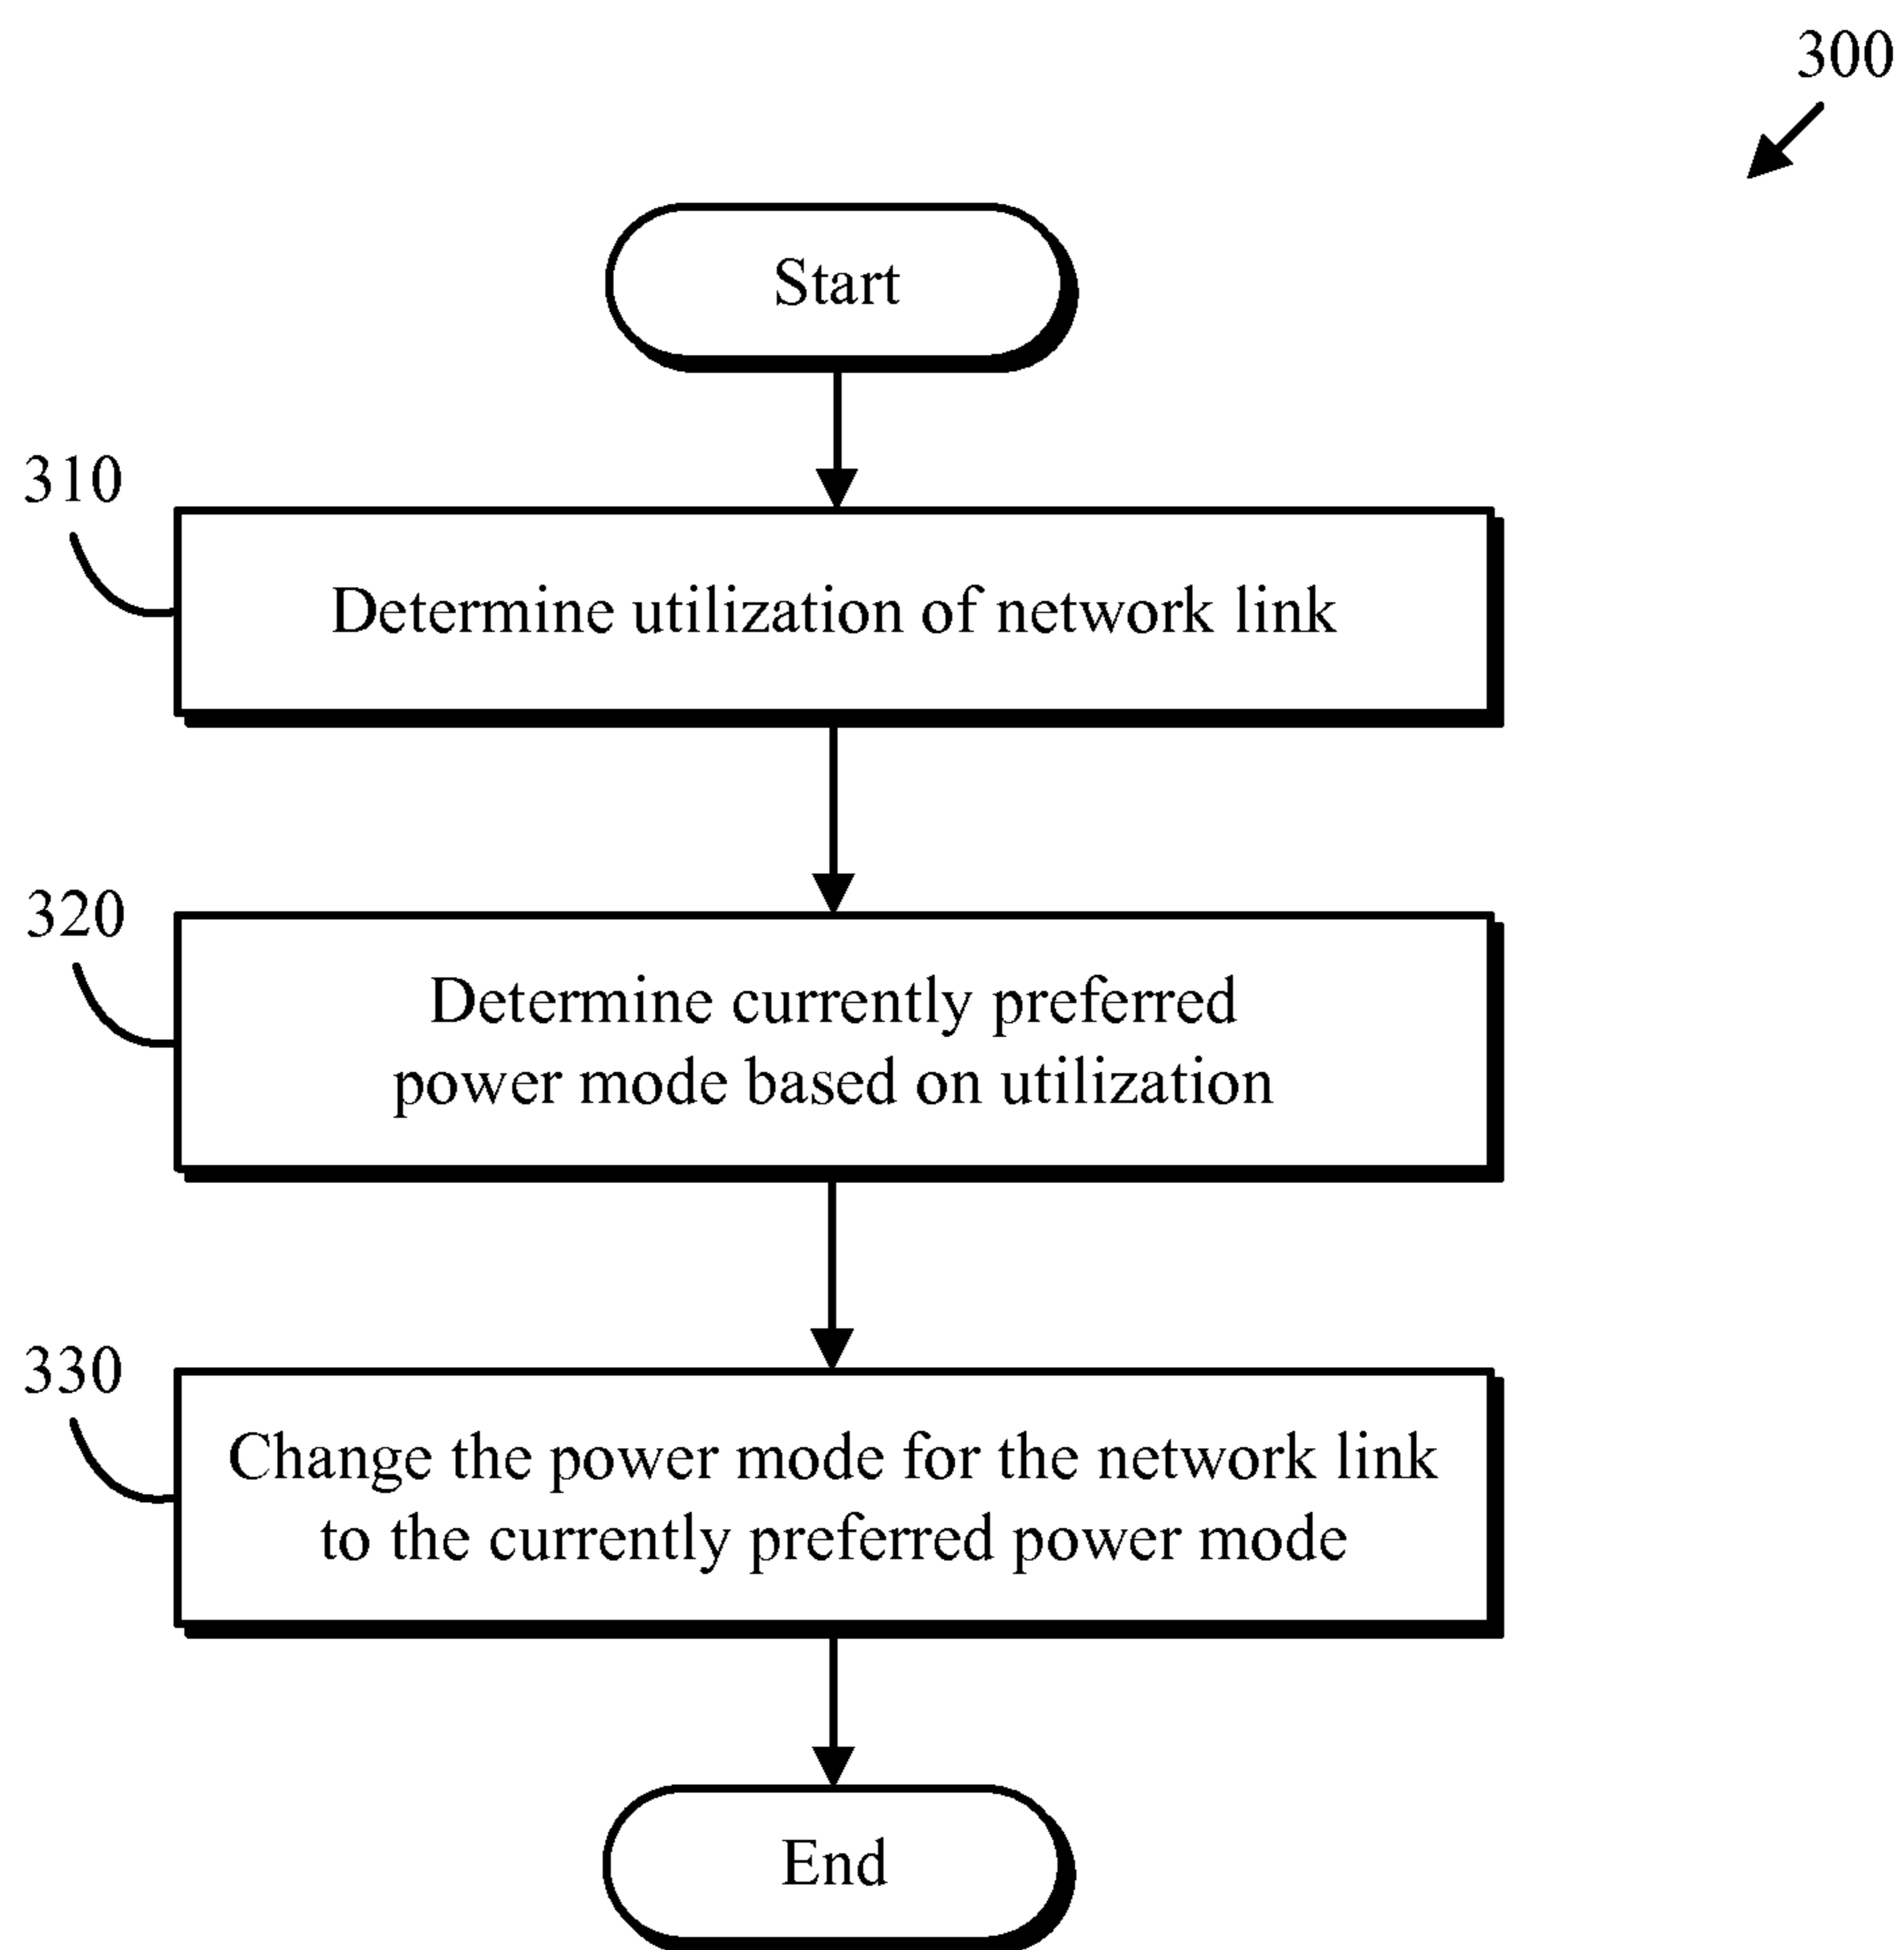 300
Start
310
Determine utilization of network link
320
Determine currently preferred
power mode based on utilization
330
Change the power mode for the network link
to the currently preferred power mode
End